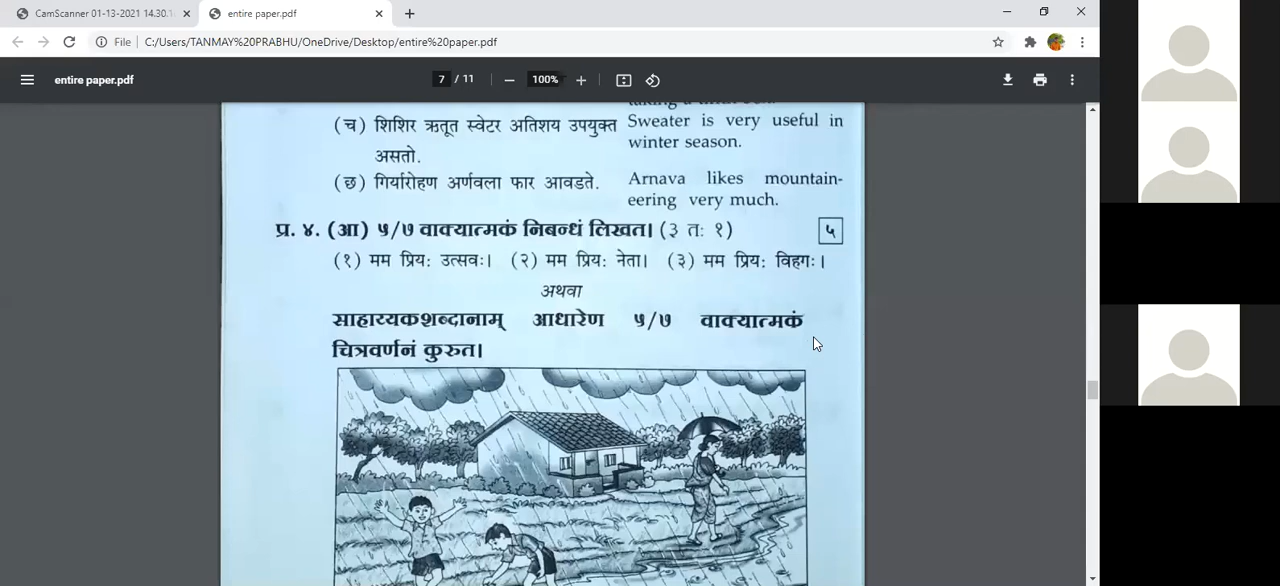 CamScanner 01-13-2021 14.30.1
entire paper.pdf
File C:/Users/TANMAY%20PRABHU/OneDrive/Desktop/entire%20paper.pdf
entire paper.pdf
7 / 11
100%
(च) शिशिर ऋतूत स्वेटर अतिशय उपयुक्त असतो.
Sweater is very useful in
winter season.
(छ) गिर्यारोहण अर्णवला फार आवडते.
Arnava likes mountain-
eering very much.
प्र. ४. (आ) ५/७ वाक्यात्मकं निबन्धं लिखत। (३ तः १) ५
(१) मम प्रियः उत्सवः। (२) मम प्रियः नेता। (३) मम प्रियः विहगः।
अथवा
साहाय्यकशब्दानाम् आधारेण ५/७ वाक्यात्मकं
चित्रवर्णनं कुरुत।